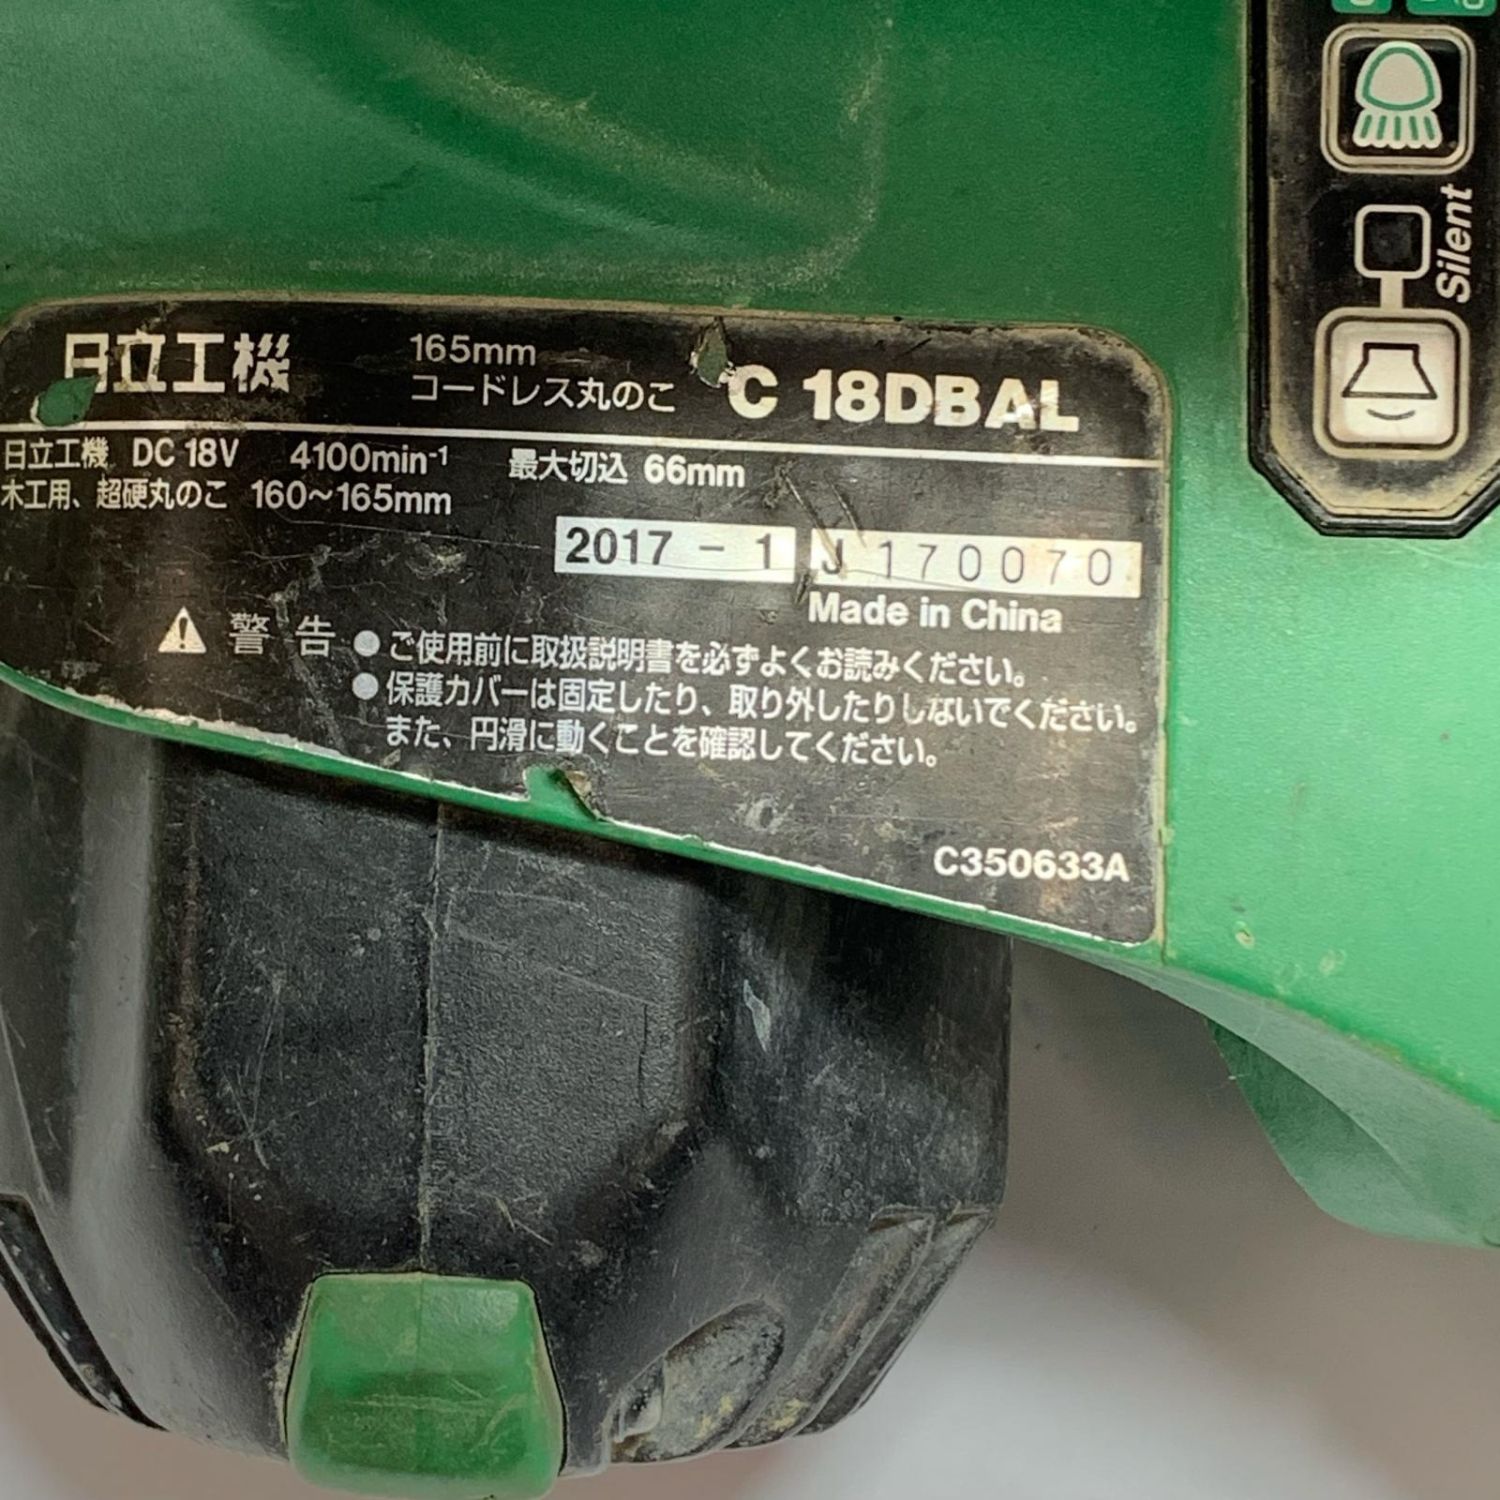 Silent
日立工機
165mm
コードレス丸のこ
C 18DBAL
日立工機 DC 18V 4100min-1 最大切込 66mm
木工用、超硬丸のこ 160～165mm
2017 - 1 J 170070
Made in China
警告 ●ご使用前に取扱説明書を必ずよくお読みください。
●保護カバーは固定したり、取り外したりしないでください。
また、円滑に動くことを確認してください。
C350633A